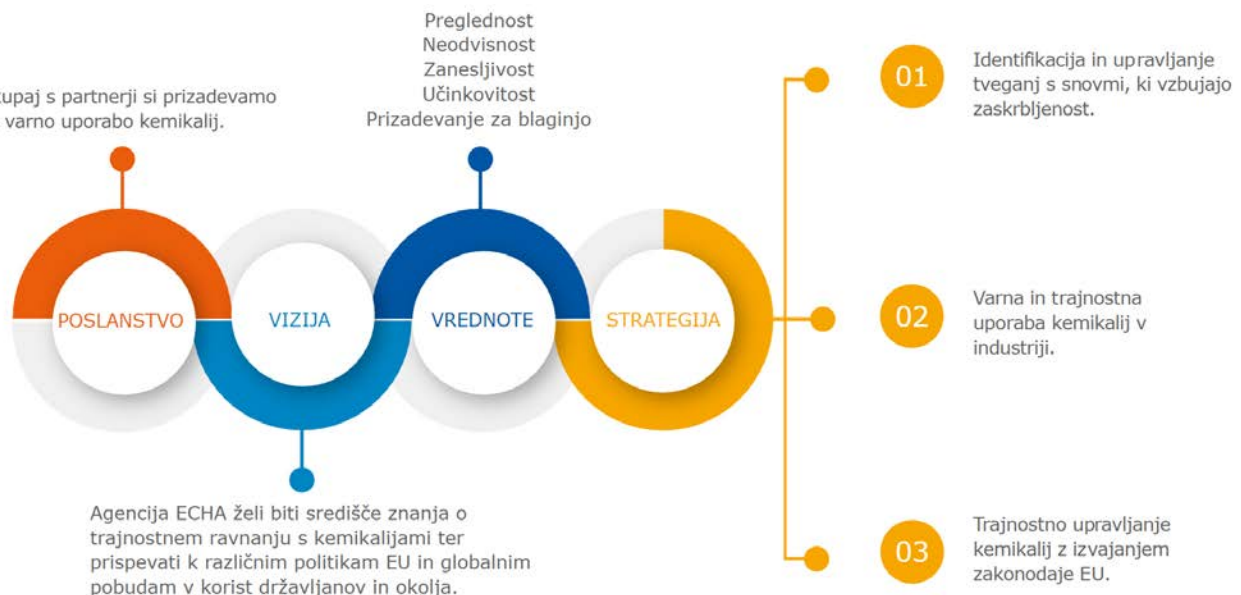 s partnerji si prizadevamo
varno uporabo kemikalij.
POSLANSTVO
VIZIJA
Agencija ECHA želi biti središče znanja o
trajnostnem ravnanju s kemikalijami ter
prispevati k različnim politikam EU in globalnim
pobudam v korist državljanov in okolja.
Preglednost
Neodvisnost
Zanesljivost
Učinkovitost
Prizadevanje za blaginjo
VREDNOTE
STRATEGIJA
01
Identifikacija in upravljanje
tveganj s snovmi, ki vzbujajo
zaskrbljenost.
02
Varna in trajnostna
uporaba kemikalij v
industriji.
03
Trajnostno upravljanje
kemikalij z izvajanjem
zakonodaje EU.